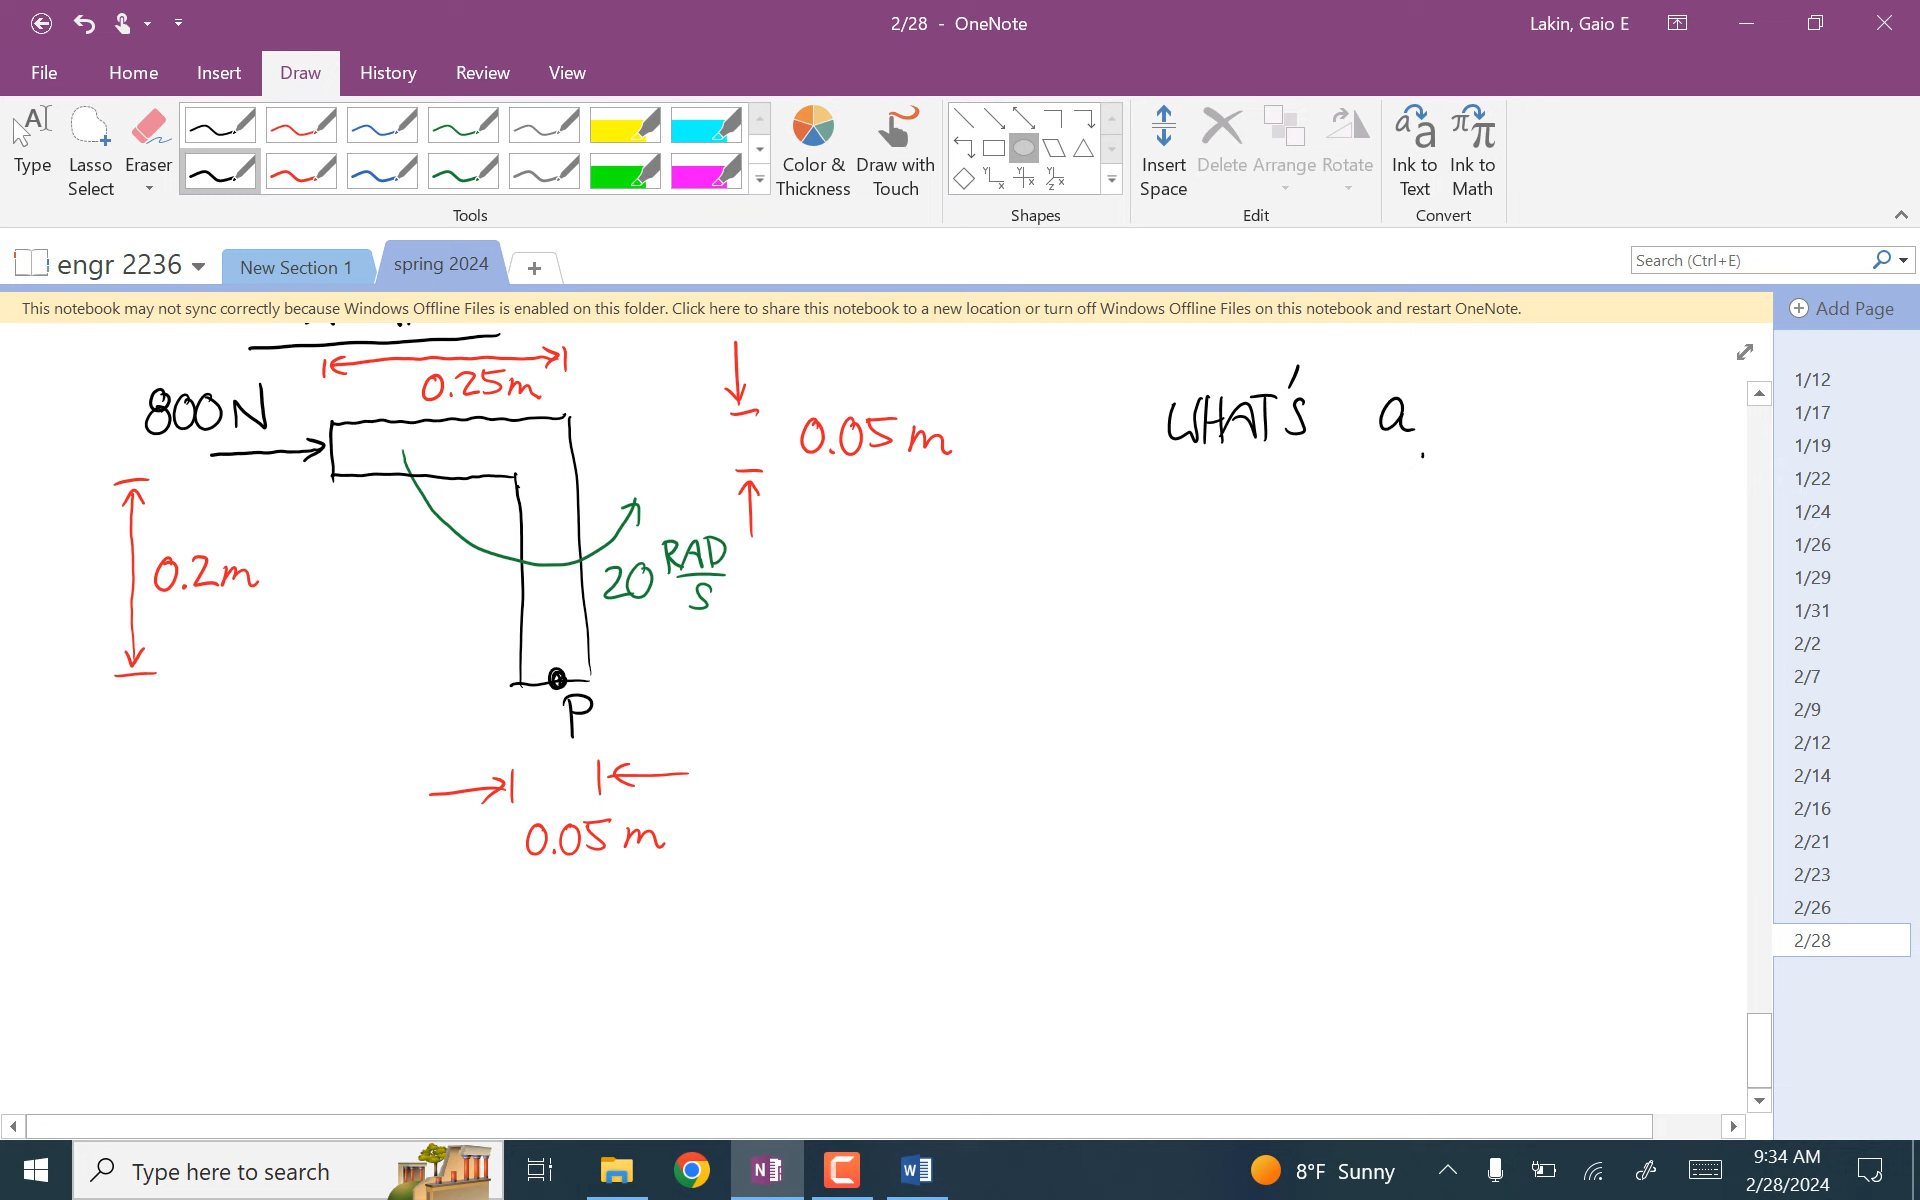 2/28 - OneNote
Lakin, Gaio E
File Home Insert Draw History Review View
Type
Lasso Select
Eraser
Color & Thickness
Draw with Touch
Insert Space
Delete
Arrange
Rotate
Ink to Text
Ink to Math
Tools
Shapes
Edit
Convert
engr 2236
New Section 1
spring 2024
Search (Ctrl+E)
This notebook may not sync correctly because Windows Offline Files is enabled on this folder. Click here to share this notebook to a new location or turn off Windows Offline Files on this notebook and restart OneNote.
Add Page
0.25m
800N
0.05m
WHAT'S a
0.2m
20 RAD/S
P
0.05m
1/12
1/17
1/19
1/22
1/24
1/26
1/29
1/31
2/2
2/7
2/9
2/12
2/14
2/16
2/21
2/23
2/26
2/28
Type here to search
8°F Sunny
9:34 AM
2/28/2024